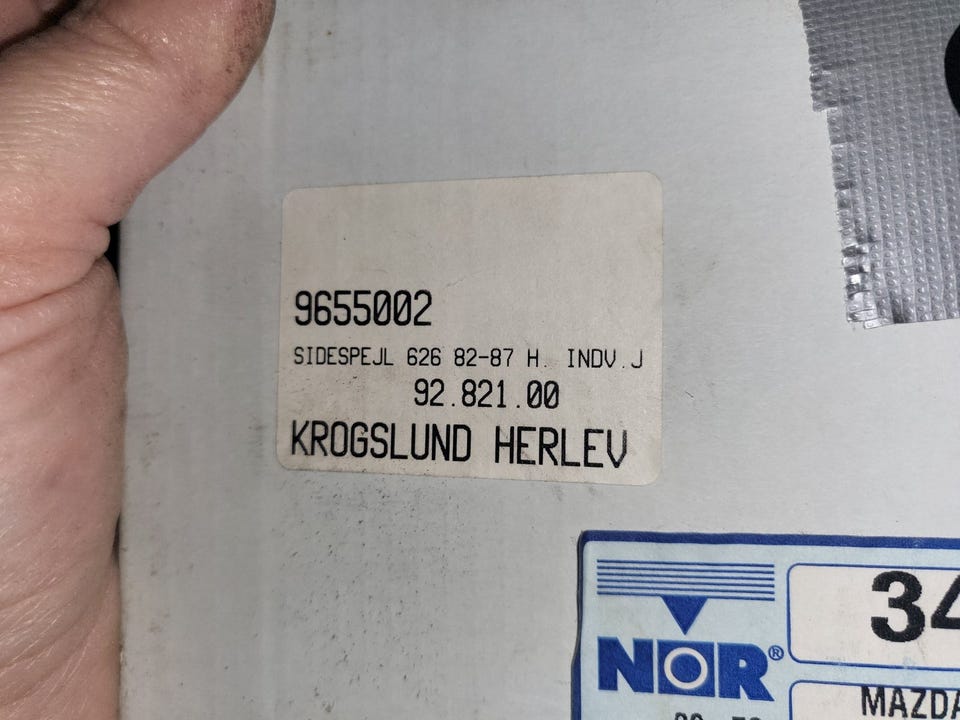 9655002
SIDESPEJL 626 82-87 H. INDV.J
92.821.00
KROGSLUND HERLEV
34
NOR®
MAZDA